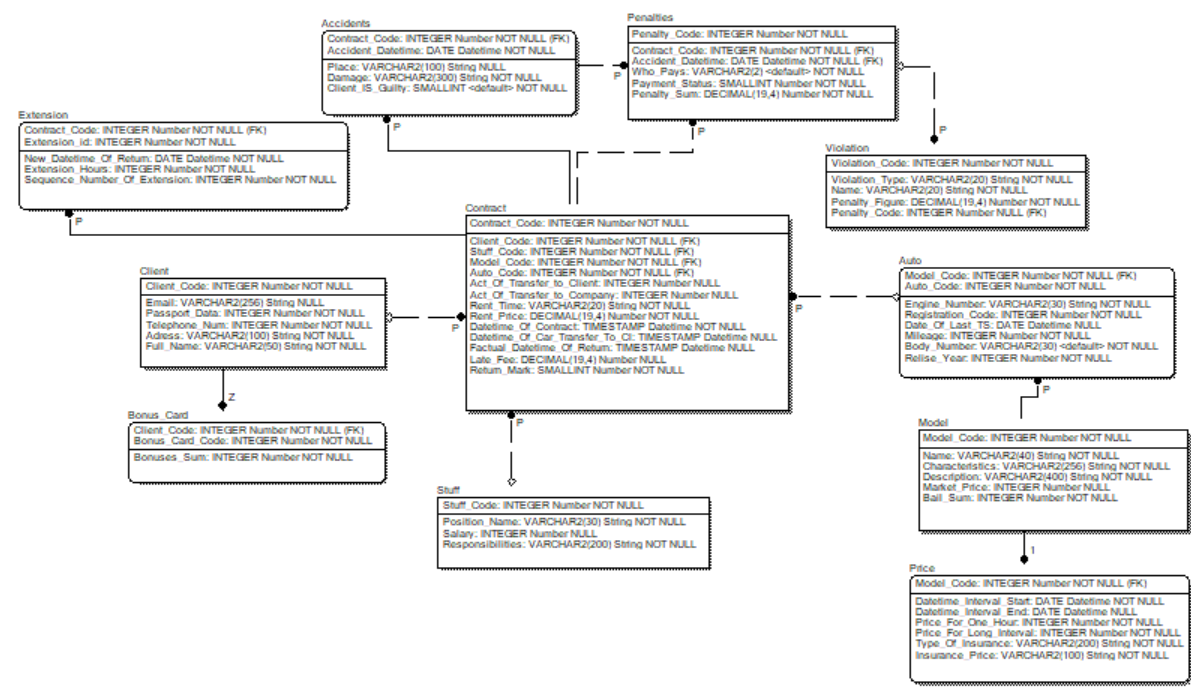 Accidents
Contract_Code: INTEGER Number NOT NULL (FK)
Accident_Datetime: DATE Datetime NOT NULL
Place: VARCHAR2(100) String NULL
Damage: VARCHAR2(300) String NOT NULL
Client_IS_Guilty: SMALLINT <default> NOT NULL
P
P
Penalties
Penalty_Code: INTEGER Number NOT NULL
Contract_Code: INTEGER Number NOT NULL (FK)
Accident_Datetime: DATE Datetime NOT NULL (FK)
Who_Pays: VARCHAR2(2) <default> NOT NULL
Payment_Status: SMALLINT Number NOT NULL
Penalty_Sum: DECIMAL(19,4) Number NOT NULL
P
P
Extension
Contract_Code: INTEGER Number NOT NULL (FK)
Extension_Id: INTEGER Number NOT NULL
New_Datetime_Of_Return: DATE Datetime NOT NULL
Extension_Hours: INTEGER Number NOT NULL
Sequence_Number_Of_Extension: INTEGER Number NOT NULL
P
Violation
Violation_Code: INTEGER Number NOT NULL
Violation_Type: VARCHAR2(20) String NOT NULL
Name: VARCHAR2(20) String NOT NULL
Penalty_Figure: DECIMAL(19,4) Number NOT NULL
Penalty_Code: INTEGER Number NULL (FK)
Contract
Contract_Code: INTEGER Number NOT NULL
Client_Code: INTEGER Number NOT NULL (FK)
Stuff_Code: INTEGER Number NOT NULL (FK)
Model_Code: INTEGER Number NOT NULL (FK)
Auto_Code: INTEGER Number NOT NULL (FK)
Act_Of_Transfer_to_Client: INTEGER Number NOT NULL
Act_Of_Transfer_to_Company: INTEGER Number NOT NULL
Rent_Time: VARCHAR2(20) String NOT NULL
Rent_Price: DECIMAL(19,4) Number NOT NULL
Datetime_Of_Contract: TIMESTAMP Datetime NOT NULL
Datetime_Of_Car_Transfer_To_Cl: TIMESTAMP Datetime NOT NULL
Factual_Datetime_Of_Return: TIMESTAMP Datetime NULL
Late_Fee: DECIMAL(19,4) Number NULL
Return_Mark: SMALLINT Number NOT NULL
Client
Client_Code: INTEGER Number NOT NULL
Email: VARCHAR2(256) String NULL
Passport_Data: INTEGER Number NOT NULL
Telephone_Num: INTEGER Number NOT NULL
Adress: VARCHAR2(100) String NOT NULL
Full_Name: VARCHAR2(50) String NOT NULL
P
Z
Bonus_Card
Client_Code: INTEGER Number NOT NULL (FK)
Bonus_Card_Code: INTEGER Number NOT NULL
Bonuses_Sum: INTEGER Number NOT NULL
P
Stuff
Stuff_Code: INTEGER Number NOT NULL
Position_Name: VARCHAR2(30) String NOT NULL
Salary: INTEGER Number NULL
Responsibilities: VARCHAR2(200) String NOT NULL
P
Auto
Model_Code: INTEGER Number NOT NULL (FK)
Auto_Code: INTEGER Number NOT NULL
Engine_Number: VARCHAR2(30) String NOT NULL
Registration_Code: INTEGER Number NOT NULL
Date_Of_Last_TS: DATE Datetime NULL
Mileage: INTEGER Number NOT NULL
Body_Number: VARCHAR2(30) <default> NOT NULL
Relise_Year: INTEGER Number NOT NULL
P
Model
Model_Code: INTEGER Number NOT NULL
Name: VARCHAR2(40) String NOT NULL
Characteristics: VARCHAR2(256) String NOT NULL
Description: VARCHAR2(400) String NOT NULL
Market_Price: INTEGER Number NULL
Bail_Sum: INTEGER Number NOT NULL
1
Price
Model_Code: INTEGER Number NOT NULL (FK)
Datetime_Interval_Start: DATE Datetime NOT NULL
Datetime_Interval_End: DATE Datetime NULL
Price_For_One_Hour: INTEGER Number NOT NULL
Price_For_Long_Interval: INTEGER Number NOT NULL
Type_Of_Insurance: VARCHAR2(200) String NOT NULL
Insurance_Price: VARCHAR2(100) String NOT NULL